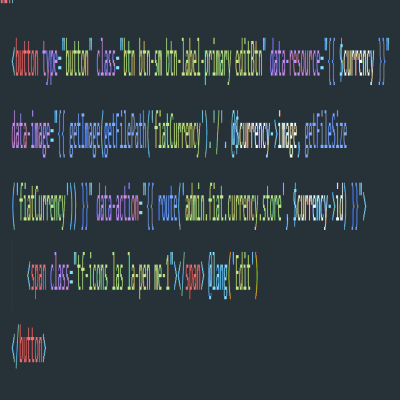 <button type="button" class="btn btn-sm btn-label-primary editBtn" data-resource="{{ $currency }}"
data-image="{{ getImage(getFilePath('fiatCurrency').'/'. @$currency->image, getFileSize
('fiatCurrency')) }}" data-action="{{ route('admin.fiat.currency.store', $currency->id) }}">
<span class="tf-icons las la-pen me-1"></span> @lang('Edit')
</button>